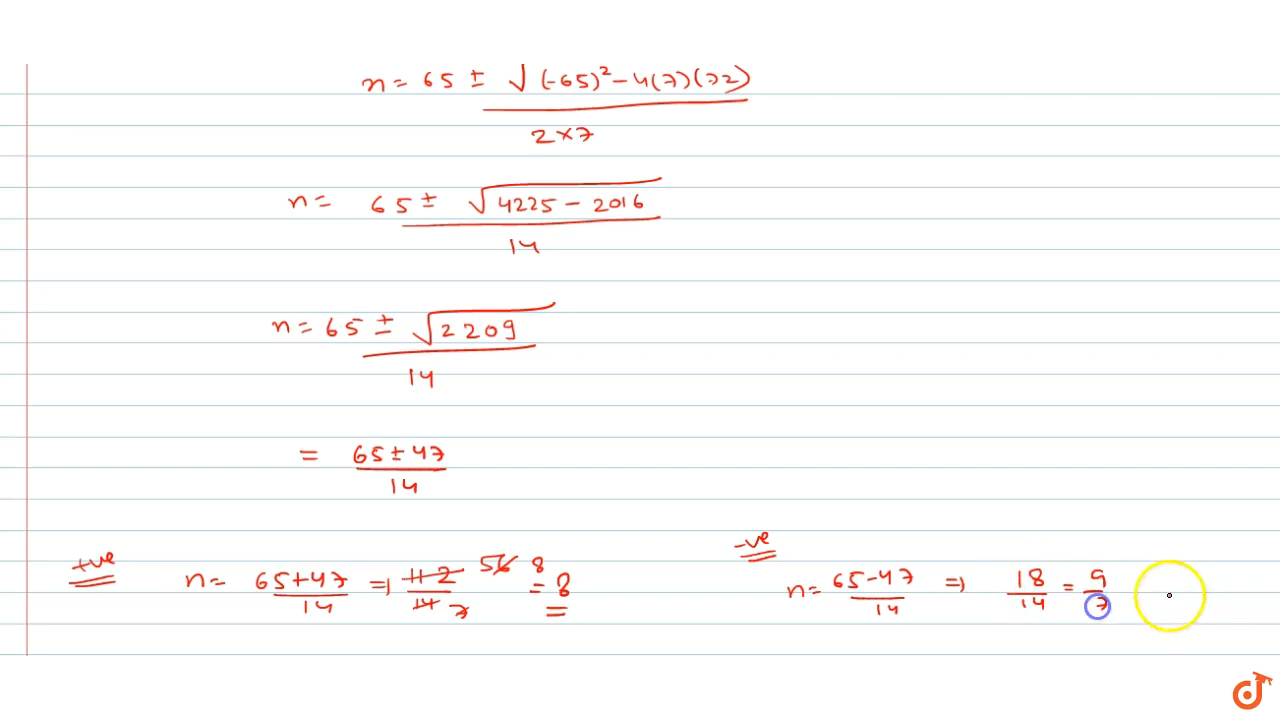 n = 65 ± √(-65)² - 4(7)(72)
2×7
n = 65 ± √4225 - 2016
14
n = 65 ± √2209
14
= 65 ± 47
14
+ve
n = 65+47 ⇒ 112 56 8 = 8
14 14 7
-ve
n = 65-47 ⇒ 18 = 9
14 14 7